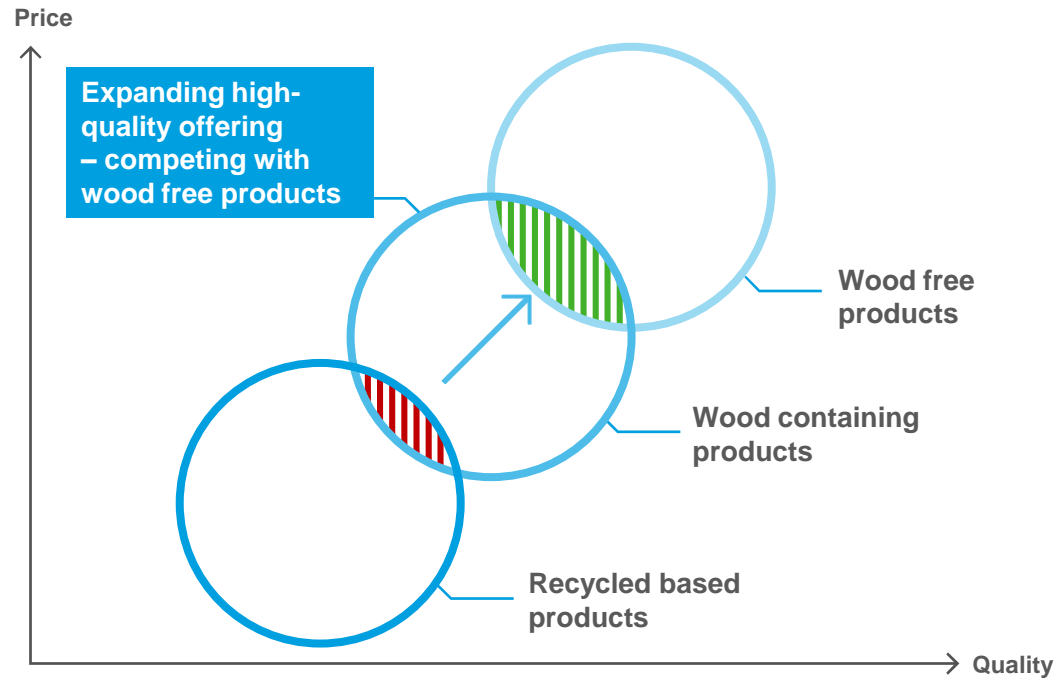 Price
Expanding high-
quality offering
– competing with
wood free products
Wood free
products
Wood containing
products
Recycled based
products
Quality